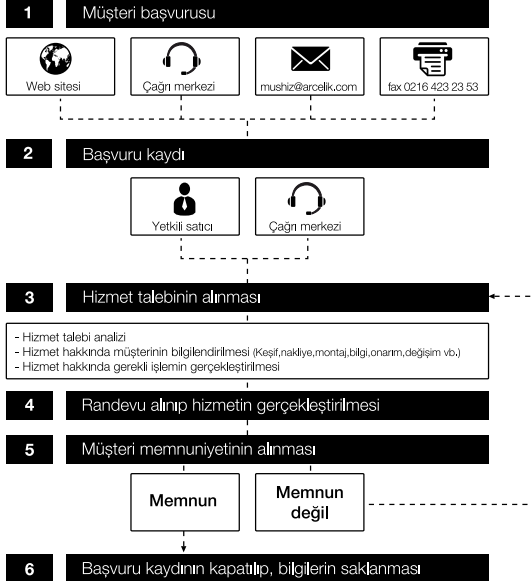 1 Müşteri başvurusu
Web sitesi
Çağrı merkezi
mushiz@arcelik.com
fax 0216 423 23 53
2 Başvuru kaydı
Yetkili satıcı
Çağrı merkezi
3 Hizmet talebinin alınması
- Hizmet talebi analizi
- Hizmet hakkında müşterinin bilgilendirilmesi (Keşif,nakliye,montaj,bilgi,onarım,değişim vb.)
- Hizmet hakkında gerekli işlemin gerçekleştirilmesi
4 Randevu alınıp hizmetin gerçekleştirilmesi
5 Müşteri memnuniyetinin alınması
Memnun
Memnun
değil
6 Başvuru kaydının kapatılıp, bilgilerin saklanması